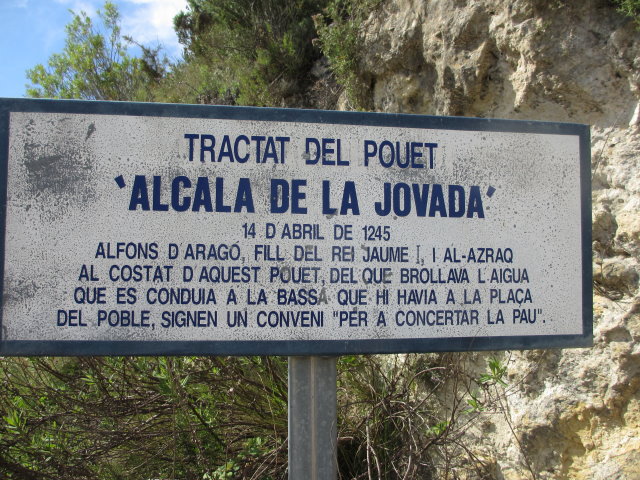 TRACTAT DEL POUET
'ALCALA DE LA JOVADA'
14 D'ABRIL DE 1245
ALFONS D'ARAGÓ, FILL DEL REI JAUME I, I AL-AZRAQ
AL COSTAT D'AQUEST POUET, DEL QUE BROLLAVA L'AIGUA
QUE ES CONDUIA A LA BASSA QUE HI HAVIA A LA PLAÇA
DEL POBLE, SIGNEN UN CONVENI "PER A CONCERTAR LA PAU".